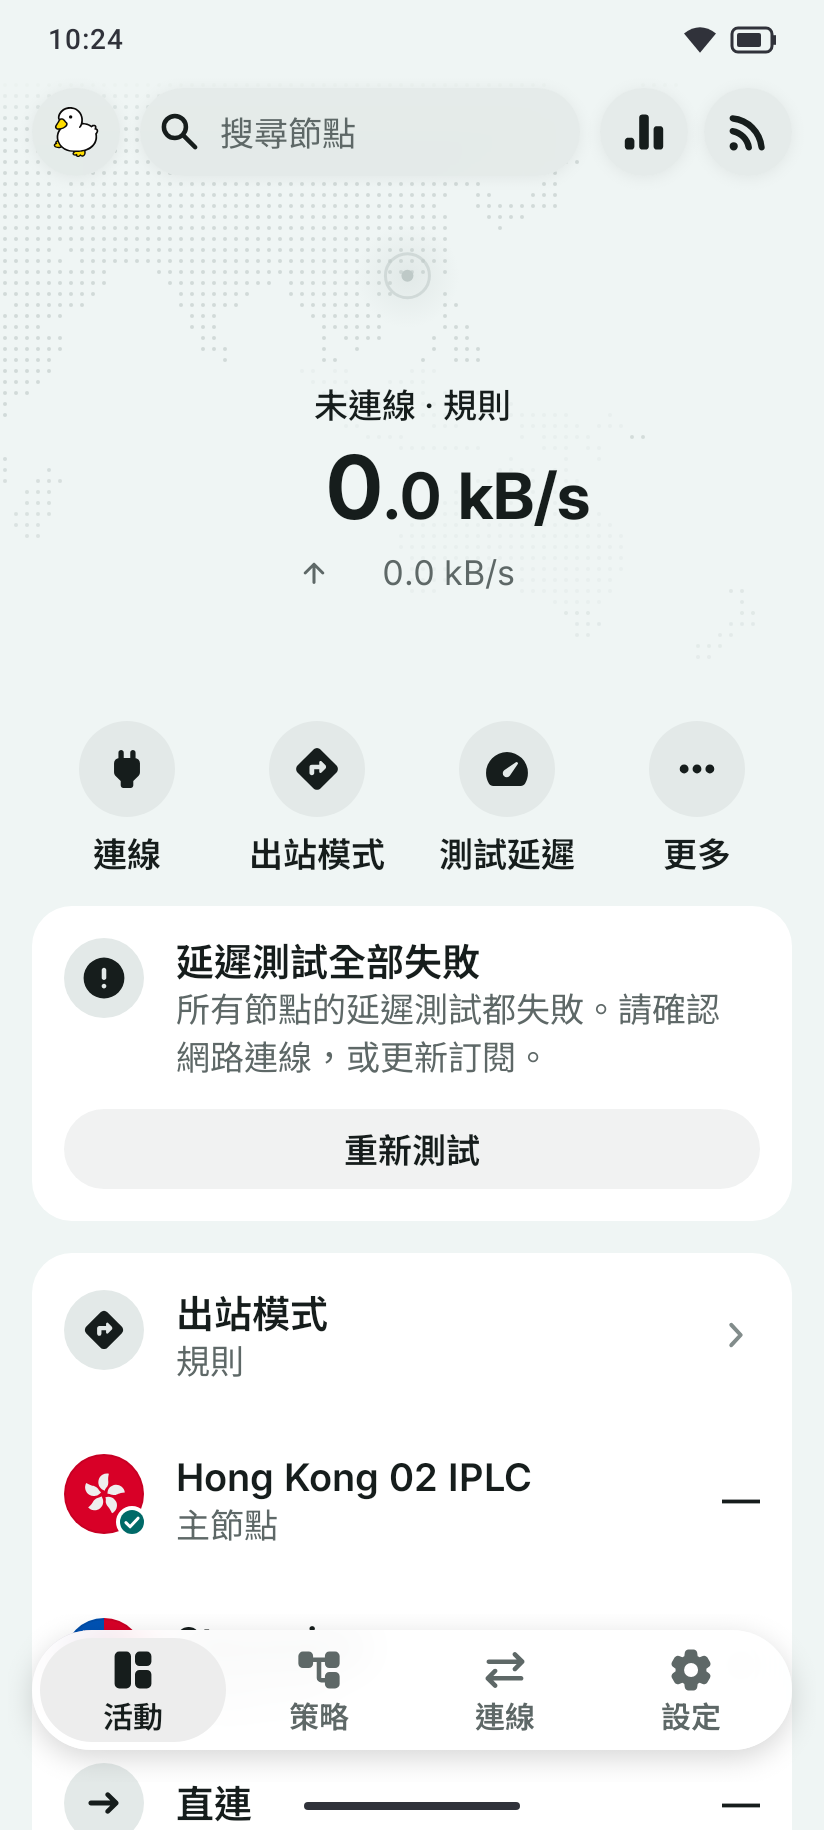 10:24
搜尋節點
未連線 · 規則
0.0 kB/s
0.0 kB/s
連線
出站模式
測試延遲
更多
延遲測試全部失敗
所有節點的延遲測試都失敗。請確認
網路連線，或更新訂閱。
重新測試
出站模式
規則
Hong Kong 02 IPLC
主節點
活動
策略
連線
設定
直連